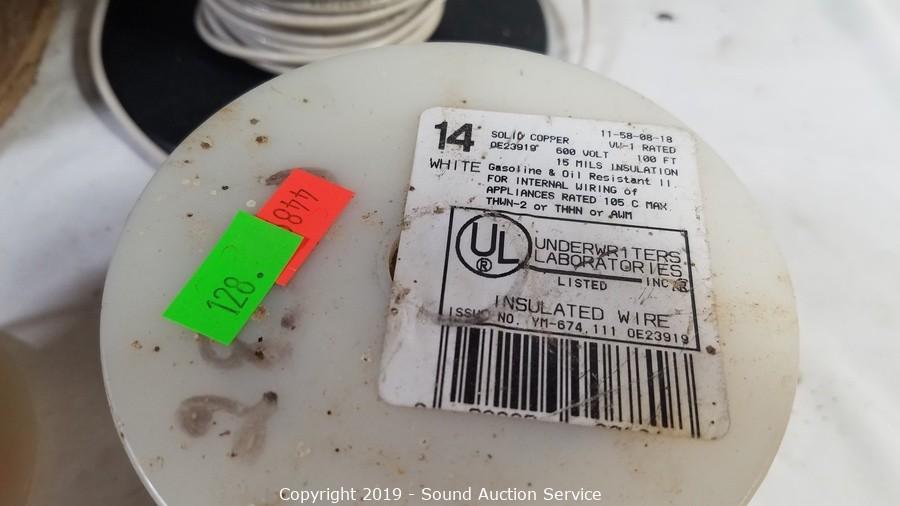 14 SOLID COPPER 11-58-08-18
OE23919 600 VOLT VW-1 RATED
15 MILS INSULATION 100 FT
WHITE Gasoline & Oil Resistant II
FOR INTERNAL WIRING of
APPLIANCES RATED 105 C MAX.
THWN-2 or THHN or AWM
UL ®
UNDERWRITERS
LABORATORIES
INC.
LISTED
INSULATED WIRE
ISSUE NO. YM-674,111 OE23919
448
128.
Copyright 2019 - Sound Auction Service